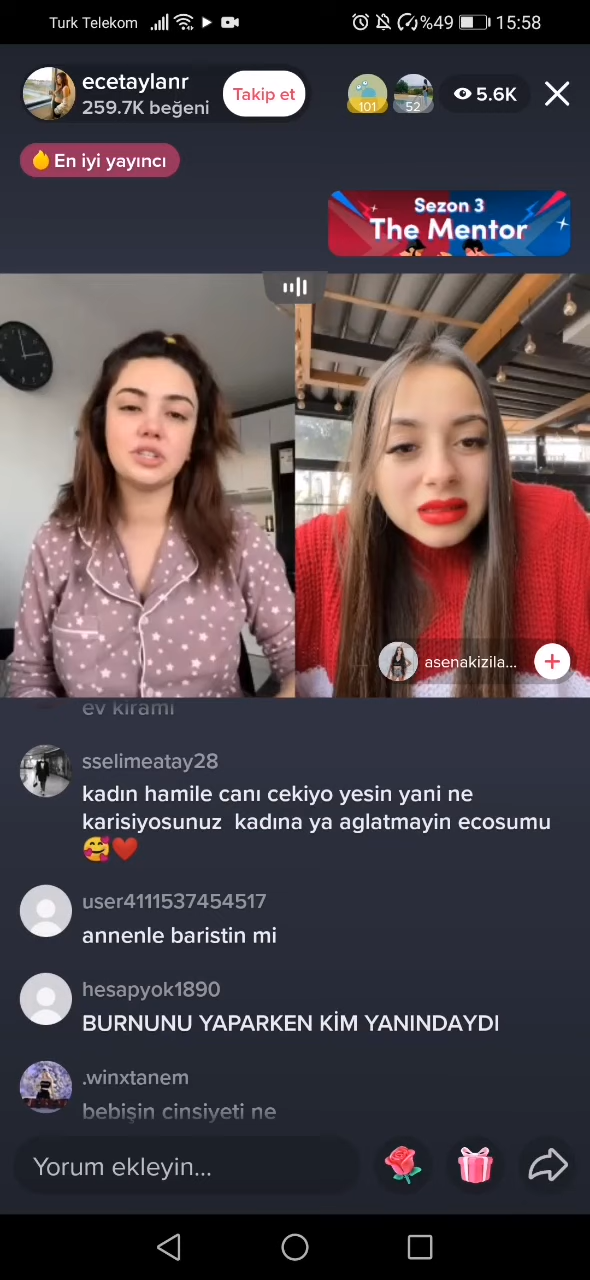 Turk Telekom
%49
15:58
ecetaylanr
259.7K beğeni
Takip et
101
52
5.6K
En iyi yayıncı
Sezon 3
The Mentor
asenakizila...
ev kirami
sselimeatay28
kadın hamile canı cekiyo yesin yani ne
karisiyosunuz kadına ya aglatmayin ecosumu
🥰❤️
user4111537454517
annenle baristin mi
hesapyok1890
BURNUNU YAPARKEN KİM YANINDAYDI
.winxtanem
bebişin cinsiyeti ne
Yorum ekleyin...